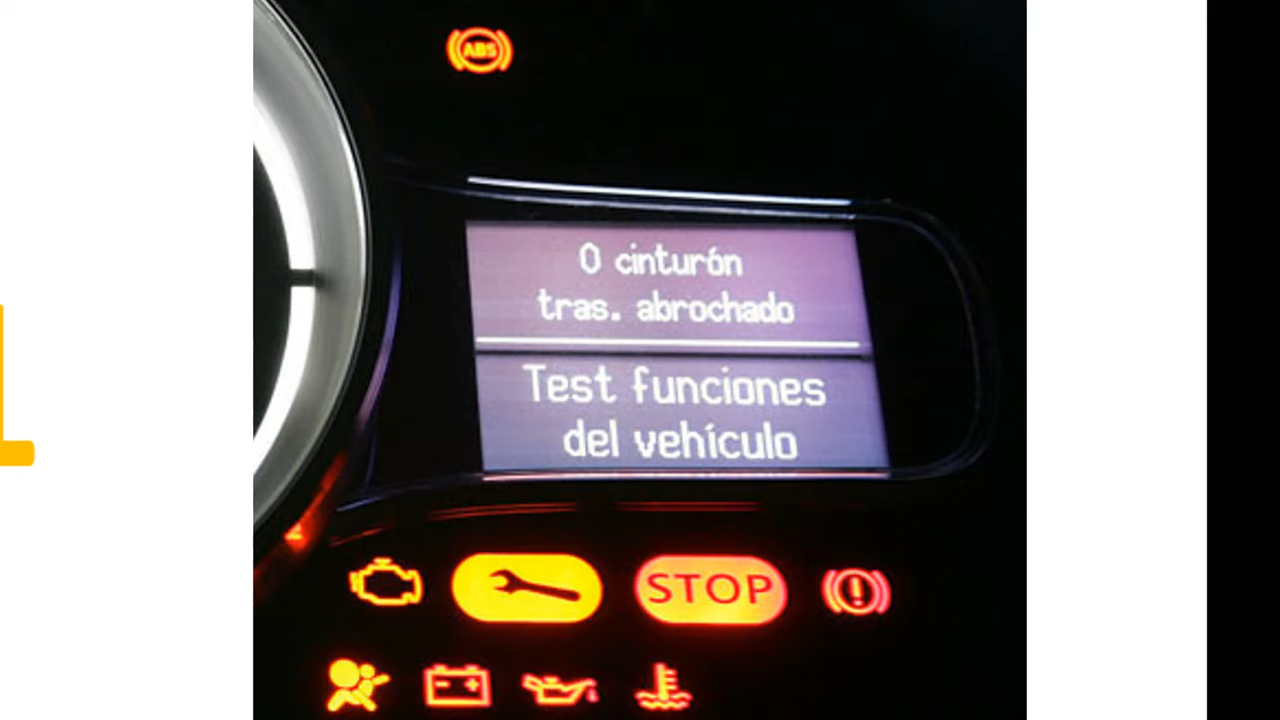 ABS
0 cinturón
tras. abrochado
Test funciones
del vehículo
STOP